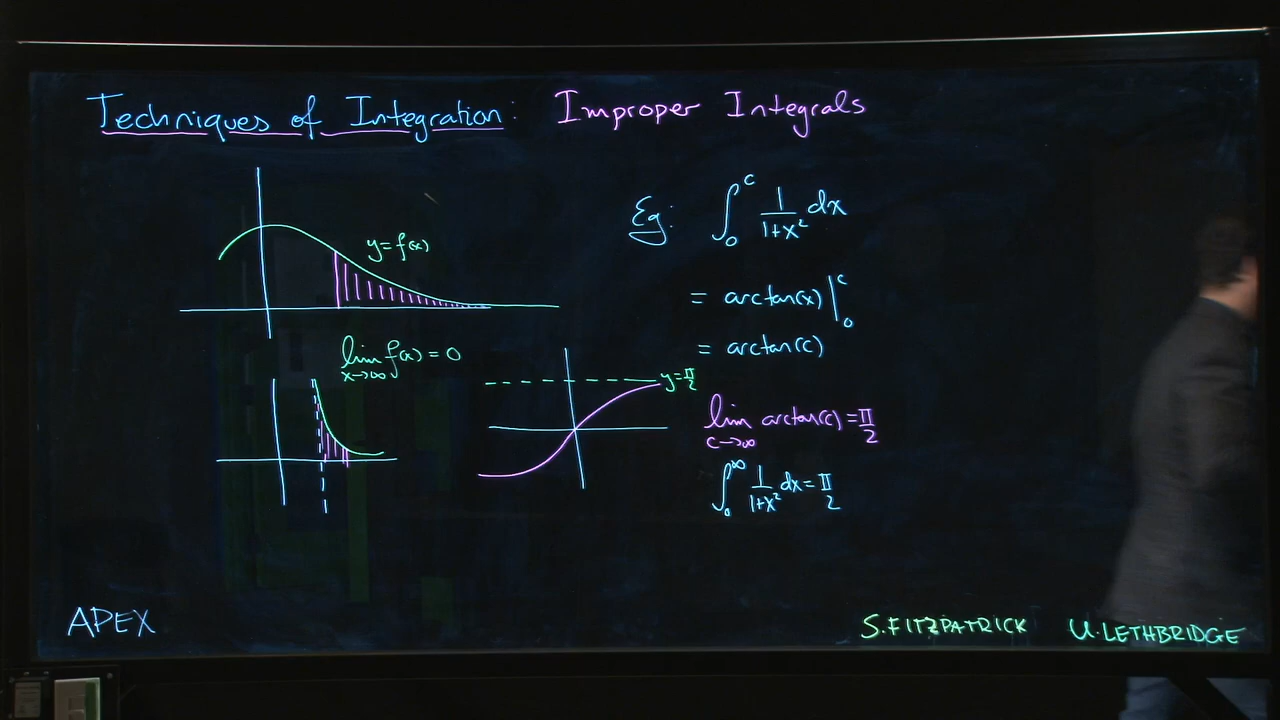 Techniques of Integration: Improper Integrals
y=f(x)
lim f(x) = 0
x→∞
y=π/2
Eg: ∫₀ᶜ 1/(1+x²) dx
= arctan(x)|₀ᶜ
= arctan(c)
lim arctan(c) = π/2
c→∞
∫₀^∞ 1/(1+x²) dx = π/2
APEX
S.FITZPATRICK U.LETHBRIDGE